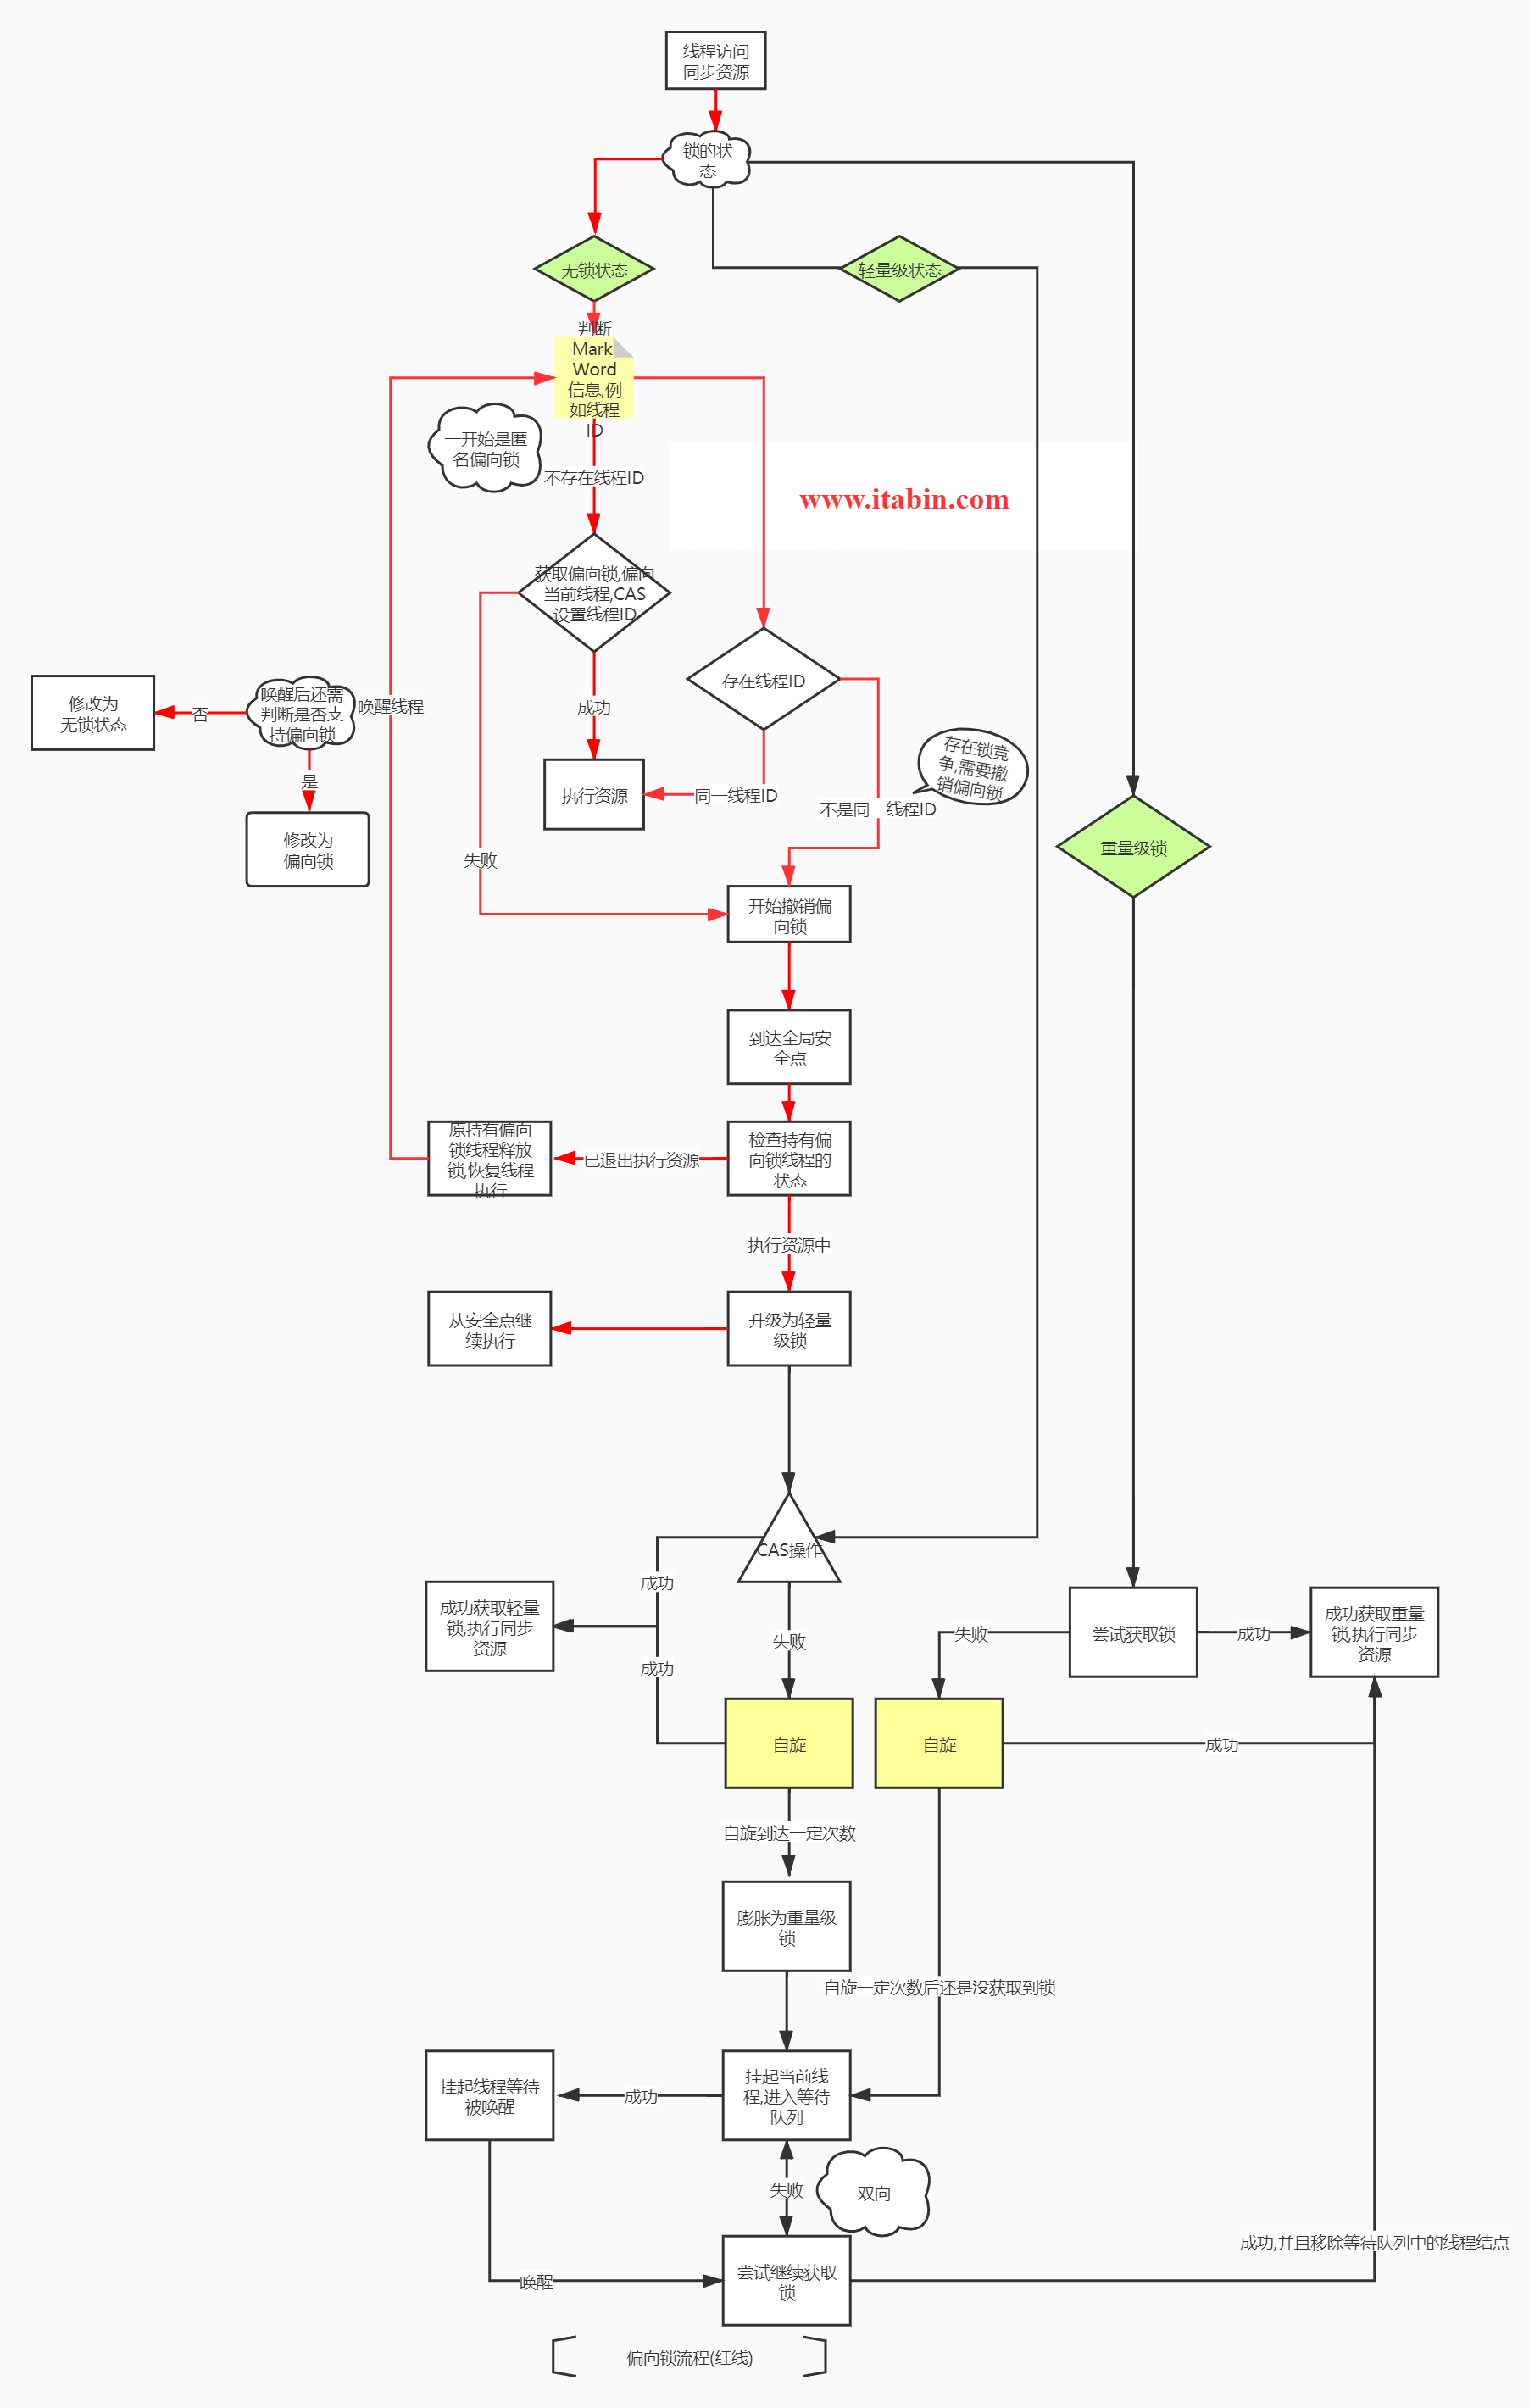 线程访问
同步资源
锁的状
态
无锁状态
轻量级状态
判断
Mark
Word
信息,例
如线程
ID
一开始是匿
名偏向锁
不存在线程ID
www.itabin.com
获取偏向锁,偏向
当前线程,CAS
设置线程ID
存在线程ID
修改为
无锁状态
否
唤醒后还需
判断是否支
持偏向锁
唤醒线程
成功
存在锁竞
争,需要撤
销偏向锁
是
执行资源
同一线程ID
不是同一线程ID
修改为
偏向锁
重量级锁
失败
开始撤销偏
向锁
到达全局安
全点
原持有偏向
锁线程释放
锁,恢复线程
执行
已退出执行资源
检查持有偏
向锁线程的
状态
执行资源中
从安全点继
续执行
升级为轻量
级锁
CAS操作
成功
成功获取轻量
锁,执行同步
资源
失败
失败
尝试获取锁
成功
成功获取重量
锁,执行同步
资源
成功
自旋
自旋
成功
自旋到达一定次数
膨胀为重量级
锁
自旋一定次数后还是没获取到锁
挂起线程等待
被唤醒
成功
挂起当前线
程,进入等待
队列
失败
双向
成功,并且移除等待队列中的线程结点
唤醒
尝试继续获取
锁
偏向锁流程(红线)